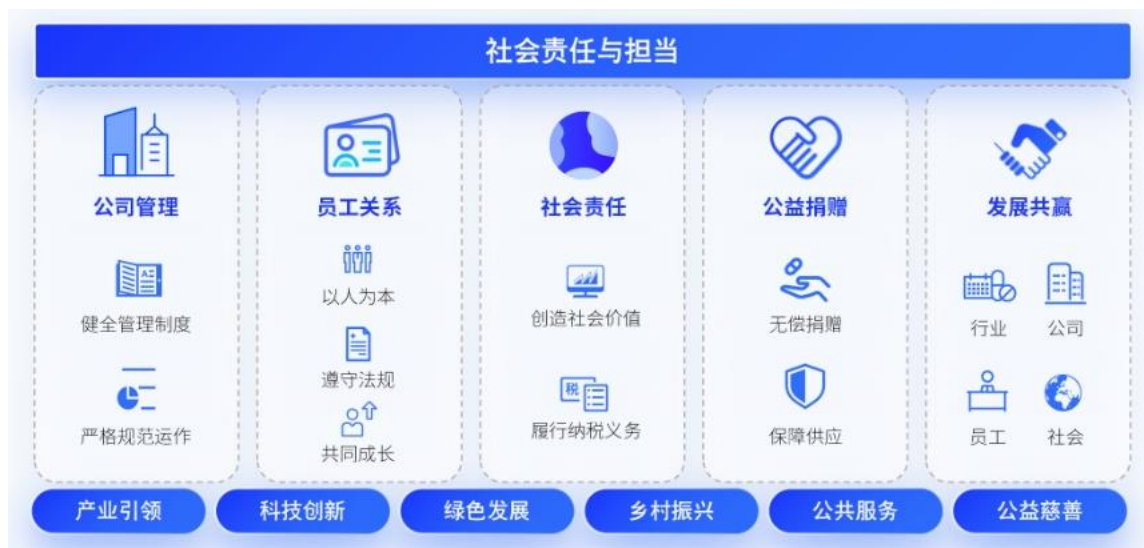 社会责任与担当
公司管理
健全管理制度
严格规范运作
员工关系
以人为本
遵守法规
共同成长
社会责任
创造社会价值
税
履行纳税义务
公益捐赠
无偿捐赠
保障供应
发展共赢
行业 公司
员工 社会
产业引领 科技创新 绿色发展 乡村振兴 公共服务 公益慈善